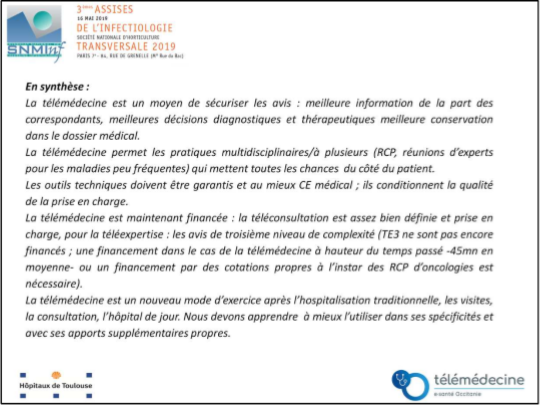 3èmes ASSISES
16 MAI 2019
DE L'INFECTIOLOGIE
SOCIÉTÉ NATIONALE D'HORTICULTURE
TRANSVERSALE 2019
PARIS 7e - 84, RUE DE GRENELLE (M° Rue du Bac)
SNMInf
En synthèse :
La télémédecine est un moyen de sécuriser les avis : meilleure information de la part des
correspondants, meilleures décisions diagnostiques et thérapeutiques meilleure conservation
dans le dossier médical.
La télémédecine permet les pratiques multidisciplinaires/à plusieurs (RCP, réunions d'experts
pour les maladies peu fréquentes) qui mettent toutes les chances du côté du patient.
Les outils techniques doivent être garantis et au mieux CE médical ; ils conditionnent la qualité
de la prise en charge.
La télémédecine est maintenant financée : la téléconsultation est assez bien définie et prise en
charge, pour la téléexpertise : les avis de troisième niveau de complexité (TE3 ne sont pas encore
financés ; une financement dans le cas de la télémédecine à hauteur du temps passé -45mn en
moyenne- ou un financement par des cotations propres à l'instar des RCP d'oncologies est
nécessaire).
La télémédecine est un nouveau mode d'exercice après l'hospitalisation traditionnelle, les visites,
la consultation, l'hôpital de jour. Nous devons apprendre à mieux l'utiliser dans ses spécificités et
avec ses apports supplémentaires propres.
Hôpitaux de Toulouse
télémédecine
e-santé Occitanie